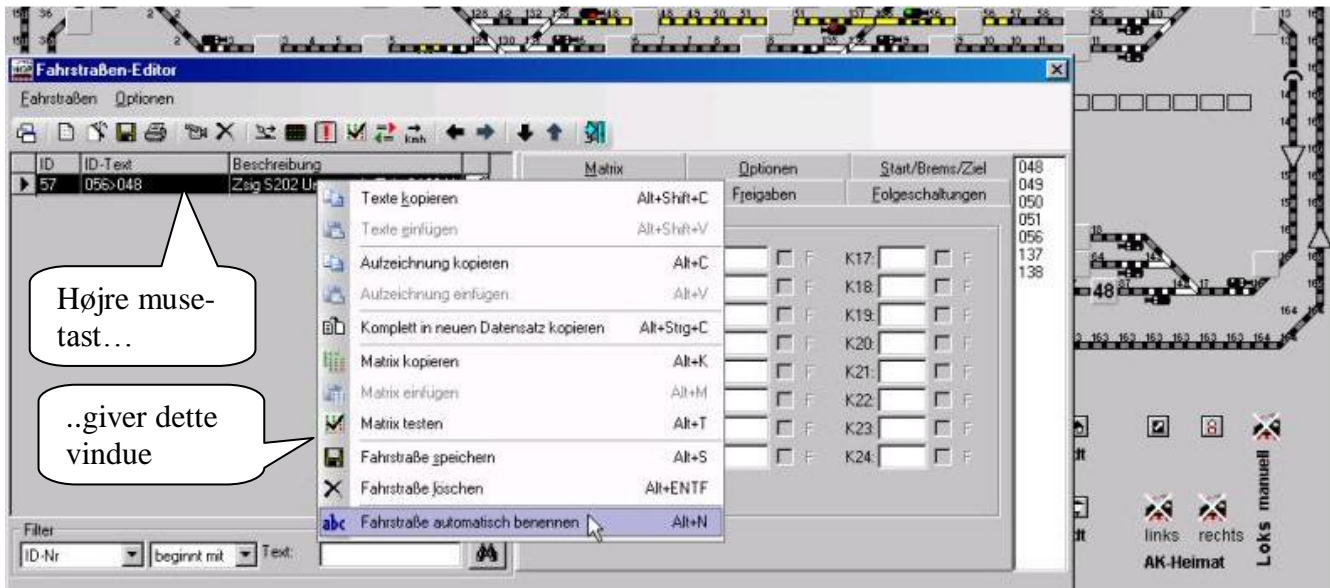 Fahrstraßen-Editor
Fahrstraßen Optionen
ID ID-Text Beschreibung
57 056>048 Zsig S202
Matrix Optionen Start/Brems/Ziel
Freigaben Folgeschaltungen
048
049
050
051
056
137
138
Texte kopieren Alt+Shift+C
Texte einfügen Alt+Shift+V
Aufzeichnung kopieren Alt+C
Aufzeichnung einfügen Alt+V
Komplett in neuen Datensatz kopieren Alt+Strg+C
Matrix kopieren Alt+K
Matrix einfügen Alt+M
Matrix testen Alt+T
Fahrstraße speichern Alt+S
Fahrstraße löschen Alt+ENTF
abc Fahrstraße automatisch benennen Alt+N
F K17: F
F K18: F
F K19: F
F K20: F
F K21: F
F K22: F
F K23: F
F K24: F
Højre muse-
tast…
..giver dette
vindue
Filter
ID-Nr beginnt mit Text:
48
links rechts
AK-Heimat
Loks manuell